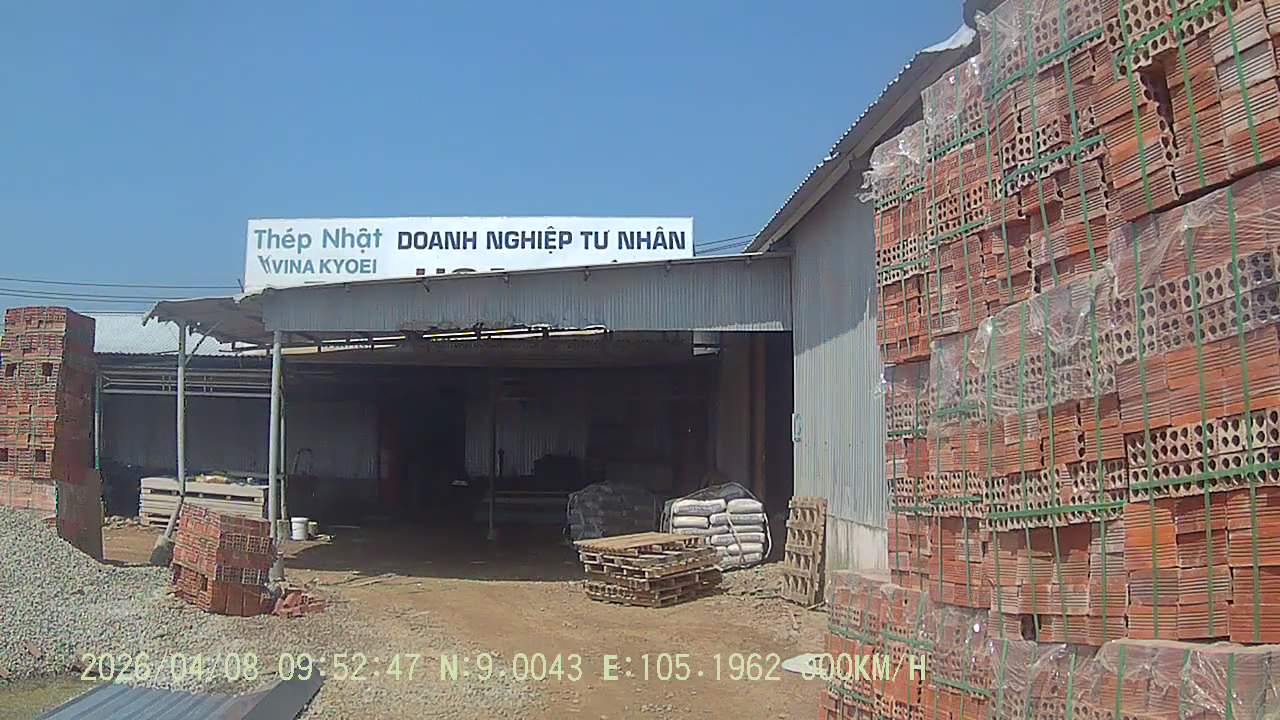 Thép Nhật
VINA KYOEI
DOANH NGHIỆP TƯ NHÂN
2026/04/08 09:52:47 N:9.0043 E:105.1962 000KM/H